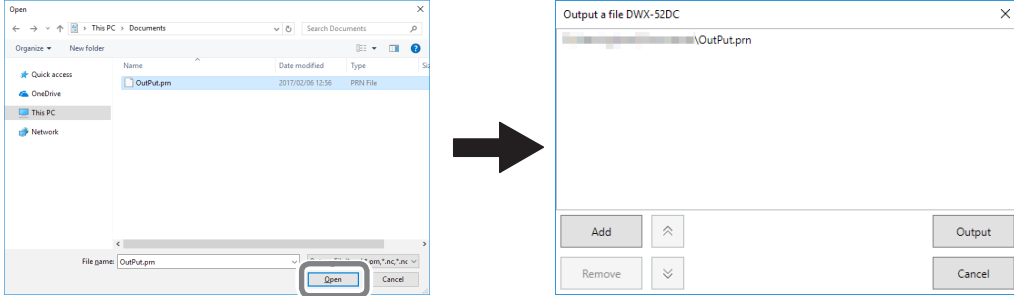 Open
This PC > Documents
Search Documents
Organize
New folder
Name
Date modified
Type
Quick access
OneDrive
This PC
Network
OutPut.prn
2017/02/06 12:56
PRN File
File name:
OutPut.prn
Open
Cancel
Output a file DWX-52DC
\OutPut.prn
Add
Output
Remove
Cancel